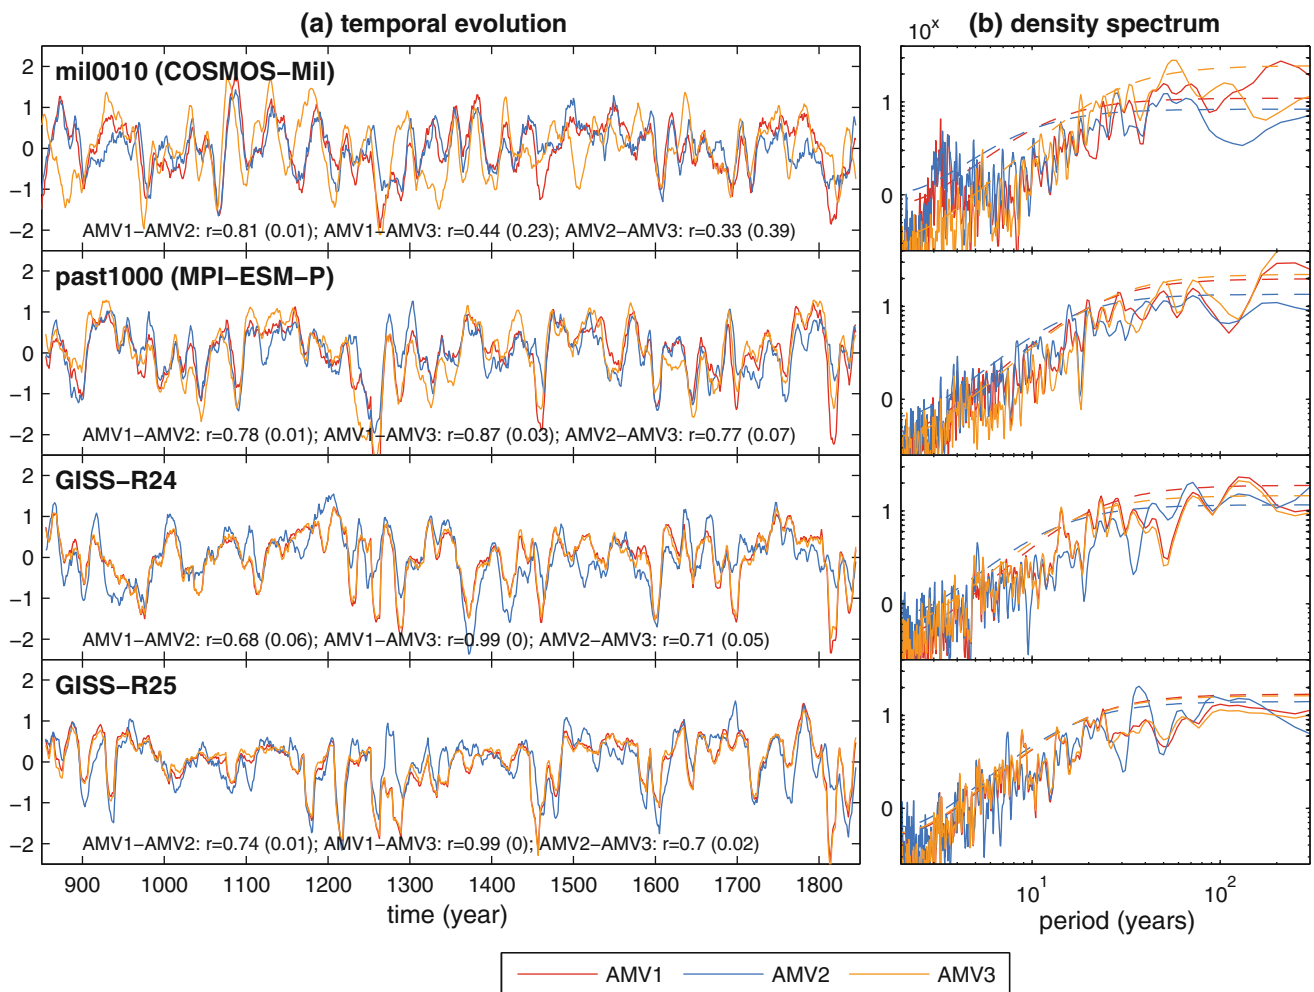 (a) temporal evolution
(b) density spectrum
mil0010 (COSMOS−Mil)
2
1
0
−1
−2
AMV1−AMV2: r=0.81 (0.01); AMV1−AMV3: r=0.44 (0.23); AMV2−AMV3: r=0.33 (0.39)
10^x
1
0
past1000 (MPI−ESM−P)
2
1
0
−1
−2
AMV1−AMV2: r=0.78 (0.01); AMV1−AMV3: r=0.87 (0.03); AMV2−AMV3: r=0.77 (0.07)
1
0
GISS−R24
2
1
0
−1
−2
AMV1−AMV2: r=0.68 (0.06); AMV1−AMV3: r=0.99 (0); AMV2−AMV3: r=0.71 (0.05)
1
0
GISS−R25
2
1
0
−1
−2
AMV1−AMV2: r=0.74 (0.01); AMV1−AMV3: r=0.99 (0); AMV2−AMV3: r=0.7 (0.02)
1
0
900 1000 1100 1200 1300 1400 1500 1600 1700 1800
time (year)
10^1 10^2
period (years)
AMV1 AMV2 AMV3